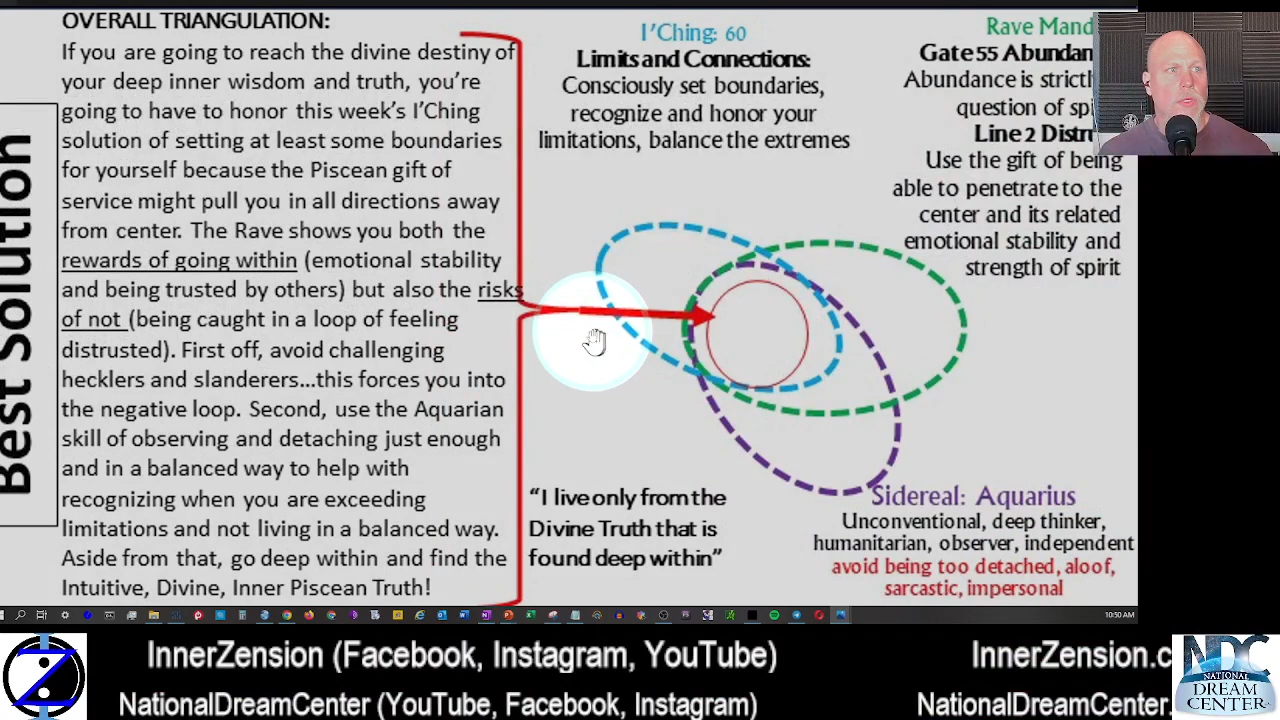 OVERALL TRIANGULATION:
If you are going to reach the divine destiny of
your deep inner wisdom and truth, you're
going to have to honor this week's I'Ching
solution of setting at least some boundaries
for yourself because the Piscean gift of
service might pull you in all directions away
from center. The Rave shows you both the
rewards of going within (emotional stability
and being trusted by others) but also the risks
of not (being caught in a loop of feeling
distrusted). First off, avoid challenging
hecklers and slanderers...this forces you into
the negative loop. Second, use the Aquarian
skill of observing and detaching just enough
and in a balanced way to help with
recognizing when you are exceeding
limitations and not living in a balanced way.
Aside from that, go deep within and find the
Intuitive, Divine, Inner Piscean Truth!
Best Solution
I'Ching: 60
Limits and Connections:
Consciously set boundaries,
recognize and honor your
limitations, balance the extremes
Rave Mand
Gate 55 Abundan
Abundance is strictl
question of spi
Line 2 Distru
Use the gift of being
able to penetrate to the
center and its related
emotional stability and
strength of spirit
"I live only from the
Divine Truth that is
found deep within"
Sidereal: Aquarius
Unconventional, deep thinker,
humanitarian, observer, independent
avoid being too detached, aloof,
sarcastic, impersonal
10:50 AM
InnerZension (Facebook, Instagram, YouTube)
NationalDreamCenter (YouTube, Facebook, Instagram)
InnerZension.c
NationalDreamCenter.
NDC
NATIONAL
DREAM
CENTER